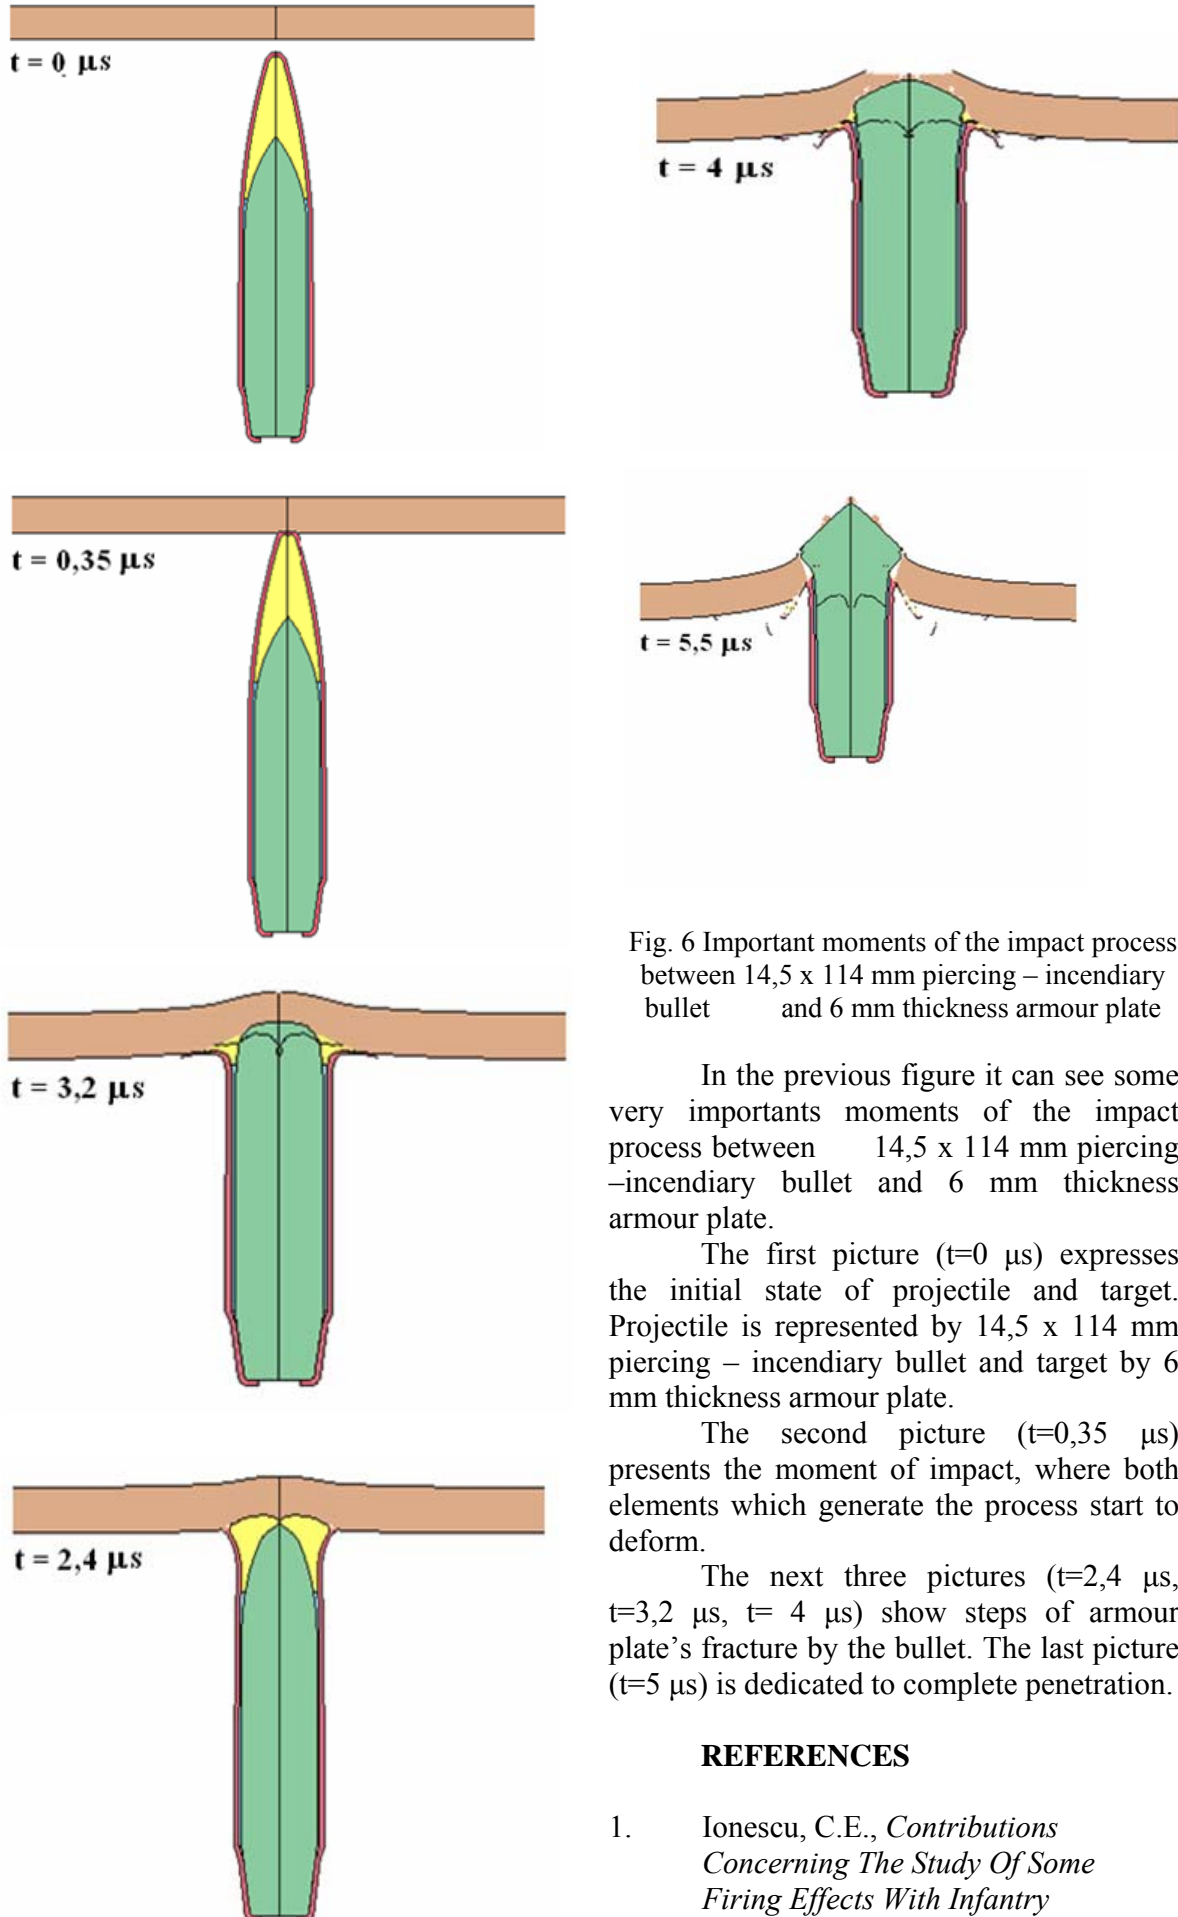 t = 0 μs
t = 0,35 μs
t = 3,2 μs
t = 2,4 μs
t = 4 μs
t = 5,5 μs
Fig. 6 Important moments of the impact process
between 14,5 x 114 mm piercing – incendiary
bullet and 6 mm thickness armour plate
In the previous figure it can see some
very importants moments of the impact
process between 14,5 x 114 mm piercing
–incendiary bullet and 6 mm thickness
armour plate.
The first picture (t=0 μs) expresses
the initial state of projectile and target.
Projectile is represented by 14,5 x 114 mm
piercing – incendiary bullet and target by 6
mm thickness armour plate.
The second picture (t=0,35 μs)
presents the moment of impact, where both
elements which generate the process start to
deform.
The next three pictures (t=2,4 μs,
t=3,2 μs, t= 4 μs) show steps of armour
plate’s fracture by the bullet. The last picture
(t=5 μs) is dedicated to complete penetration.
REFERENCES
1. Ionescu, C.E., Contributions
Concerning The Study Of Some
Firing Effects With Infantry